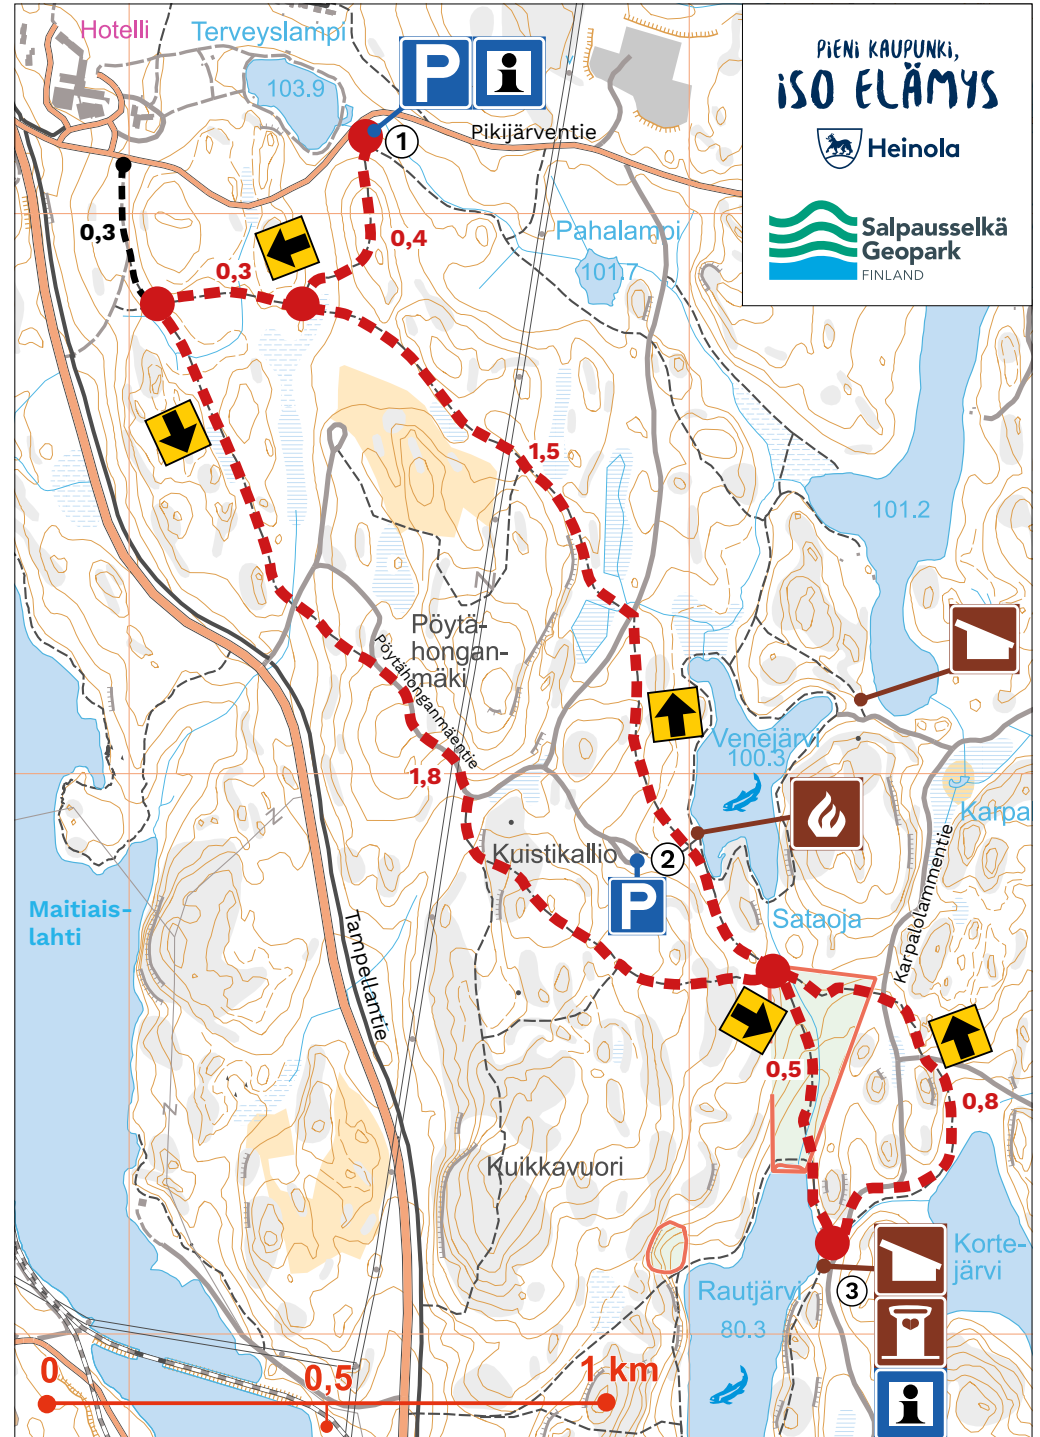 Hotelli
Terveyslampi
103.9
P
i
1
Pikijärventie
PiENi KAUPUNKi,
iSO ELÄMYS
Heinola
Salpausselkä
Geopark
FINLAND
0,3
0,4
0,3
Pahalampi
101.7
1,5
101.2
Pöytä-
hongan-
mäki
Pöytähonganmäentie
1,8
Venejärvi
100.3
Karpa
Kuistikallio
2
P
Maitiais-
lahti
Tampellantie
Sataoja
Karpalolammentie
0,5
0,8
Kuikkavuori
Korte-
järvi
Rautjärvi
3
80.3
i
0
0,5
1 km